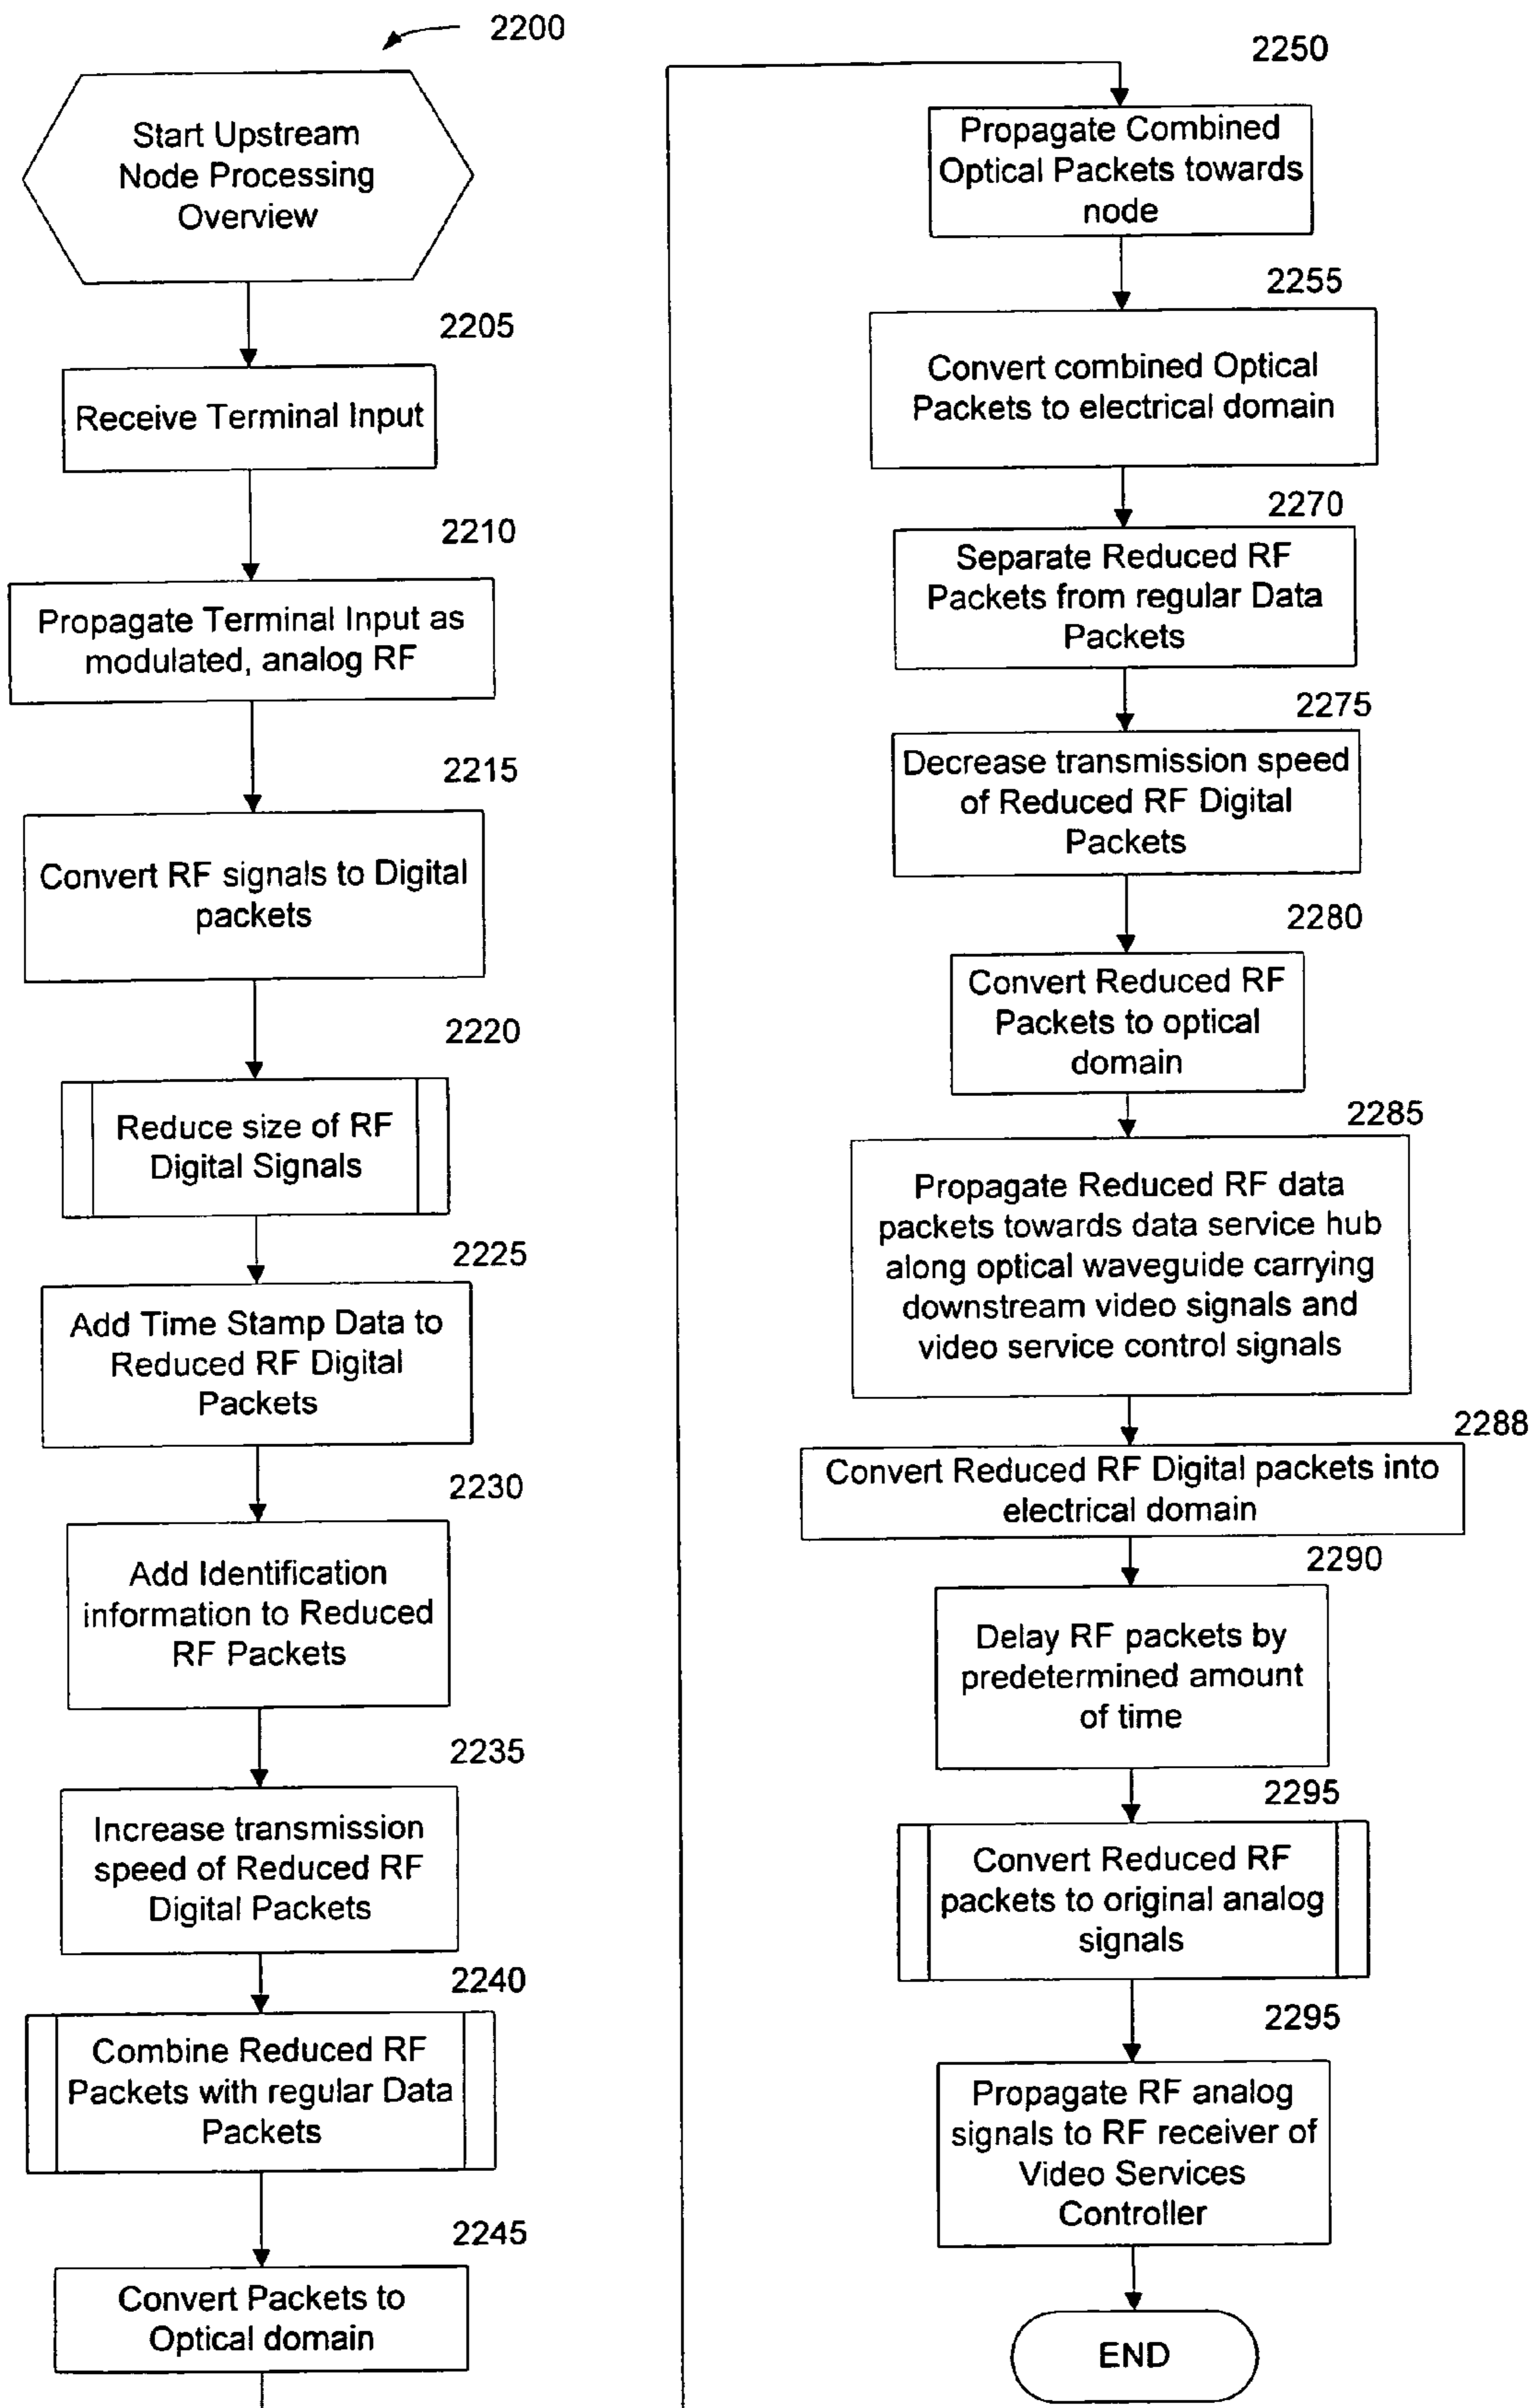 2200
Start Upstream
Node Processing
Overview
2205
Receive Terminal Input
2210
Propagate Terminal Input as
modulated, analog RF
2215
Convert RF signals to Digital
packets
2220
Reduce size of RF
Digital Signals
2225
Add Time Stamp Data to
Reduced RF Digital
Packets
2230
Add Identification
information to Reduced
RF Packets
2235
Increase transmission
speed of Reduced RF
Digital Packets
2240
Combine Reduced RF
Packets with regular Data
Packets
2245
Convert Packets to
Optical domain
2250
Propagate Combined
Optical Packets towards
node
2255
Convert combined Optical
Packets to electrical domain
2270
Separate Reduced RF
Packets from regular Data
Packets
2275
Decrease transmission speed
of Reduced RF Digital
Packets
2280
Convert Reduced RF
Packets to optical
domain
2285
Propagate Reduced RF data
packets towards data service hub
along optical waveguide carrying
downstream video signals and
video service control signals
2288
Convert Reduced RF Digital packets into
electrical domain
2290
Delay RF packets by
predetermined amount
of time
2295
Convert Reduced RF
packets to original analog
signals
2295
Propagate RF analog
signals to RF receiver of
Video Services
Controller
END